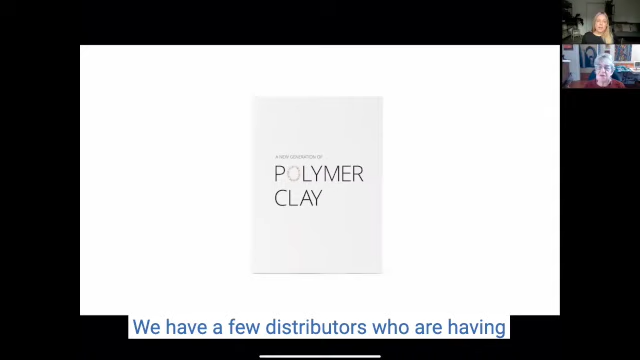 A NEW GENERATION OF
POLYMER
CLAY
We have a few distributors who are having